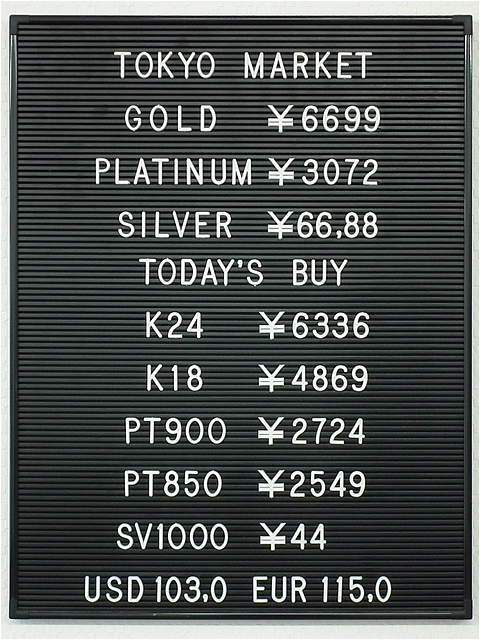 TOKYO MARKET
GOLD ¥6699
PLATINUM ¥3072
SILVER ¥66.88
TODAY'S BUY
K24 ¥6336
K18 ¥4869
PT900 ¥2724
PT850 ¥2549
SV1000 ¥44
USD 103.0 EUR 115.0